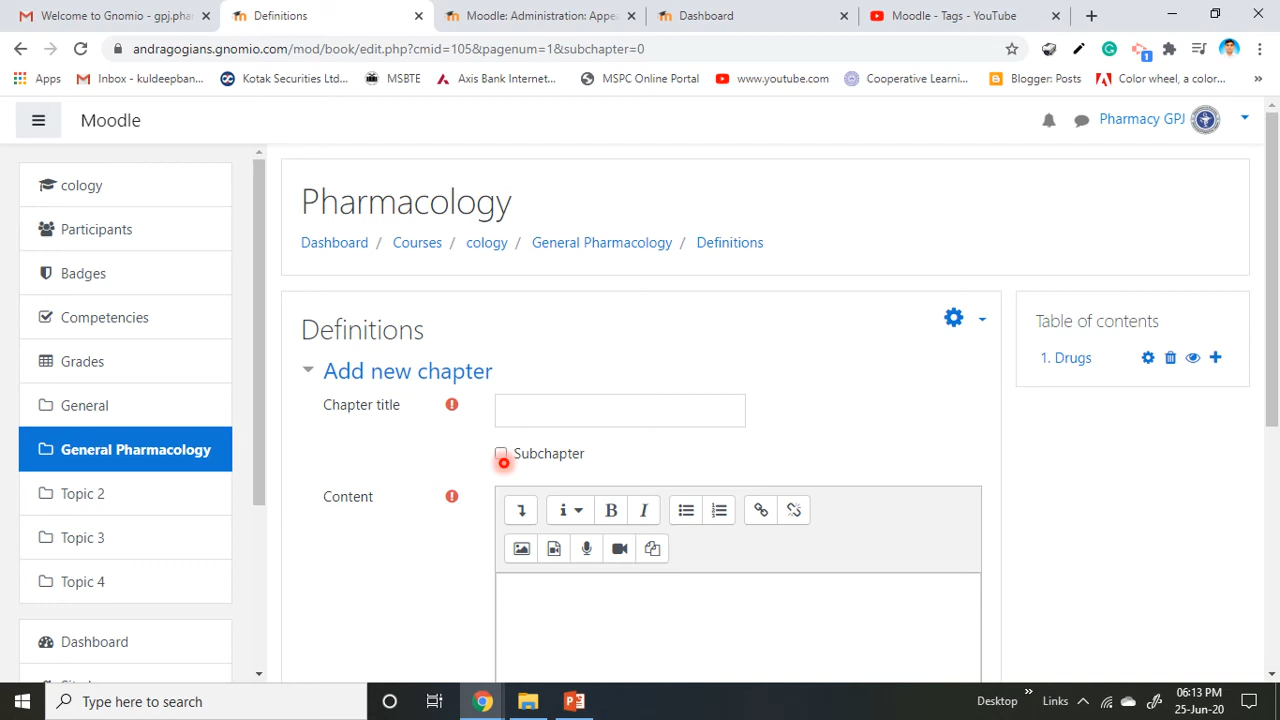 Welcome to Gnomio - gpj.phar
Definitions
Moodle: Administration: Appea
Dashboard
Moodle - Tags - YouTube
andragogians.gnomio.com/mod/book/edit.php?cmid=105&pagenum=1&subchapter=0
Apps
Inbox - kuldeepban...
Kotak Securities Ltd...
MSBTE
Axis Bank Internet...
MSPC Online Portal
www.youtube.com
Cooperative Learni...
Blogger: Posts
Color wheel, a color...
»
Moodle
Pharmacy GPJ
cology
Participants
Badges
Competencies
Grades
General
General Pharmacology
Topic 2
Topic 3
Topic 4
Dashboard
Pharmacology
Dashboard / Courses / cology / General Pharmacology / Definitions
Definitions
Add new chapter
Chapter title
Subchapter
Content
i B I
Table of contents
1. Drugs
Type here to search
Desktop
Links
06:13 PM
25-Jun-20